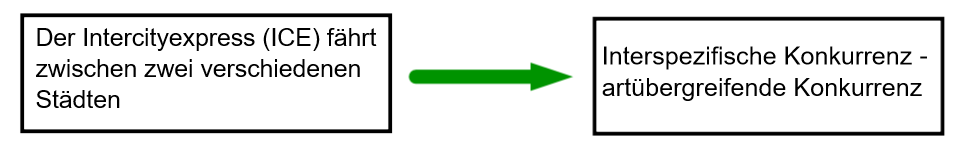 Der Intercityexpress (ICE) fährt
zwischen zwei verschiedenen
Städten
Interspezifische Konkurrenz -
artübergreifende Konkurrenz